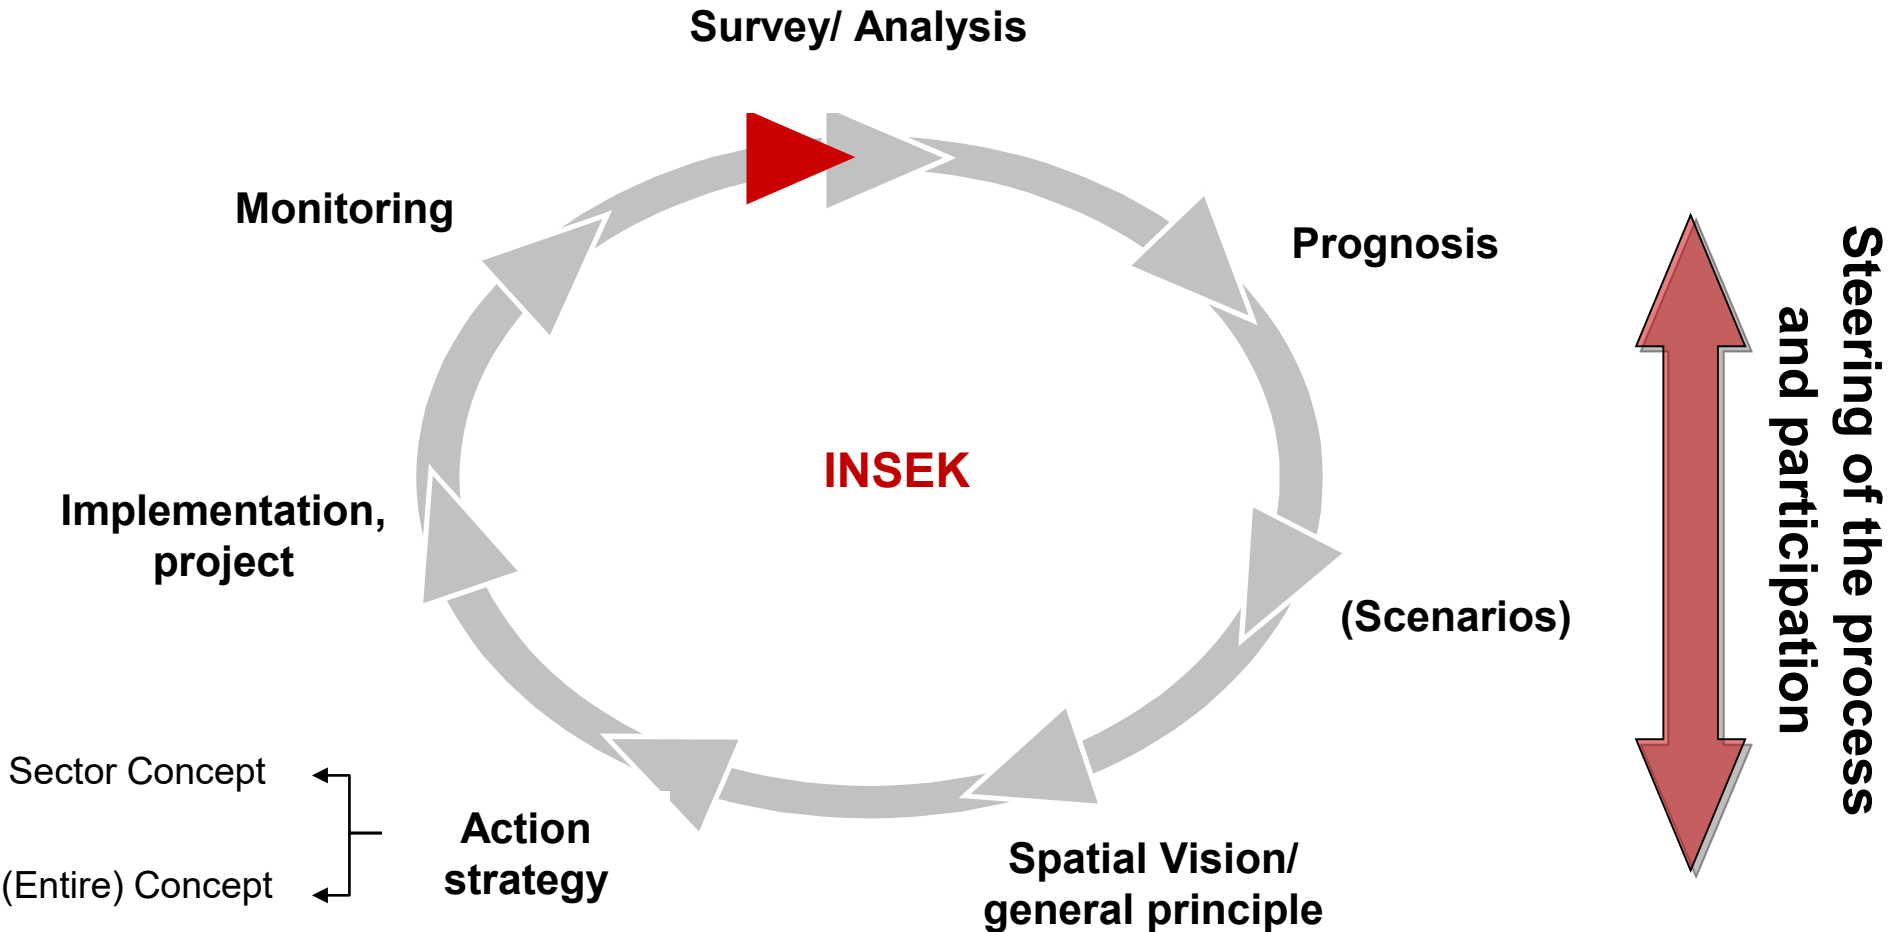 Survey/ Analysis
Monitoring
Prognosis
INSEK
Implementation,
project
(Scenarios)
Sector Concept
(Entire) Concept
Action
strategy
Spatial Vision/
general principle
Steering of the process
and participation